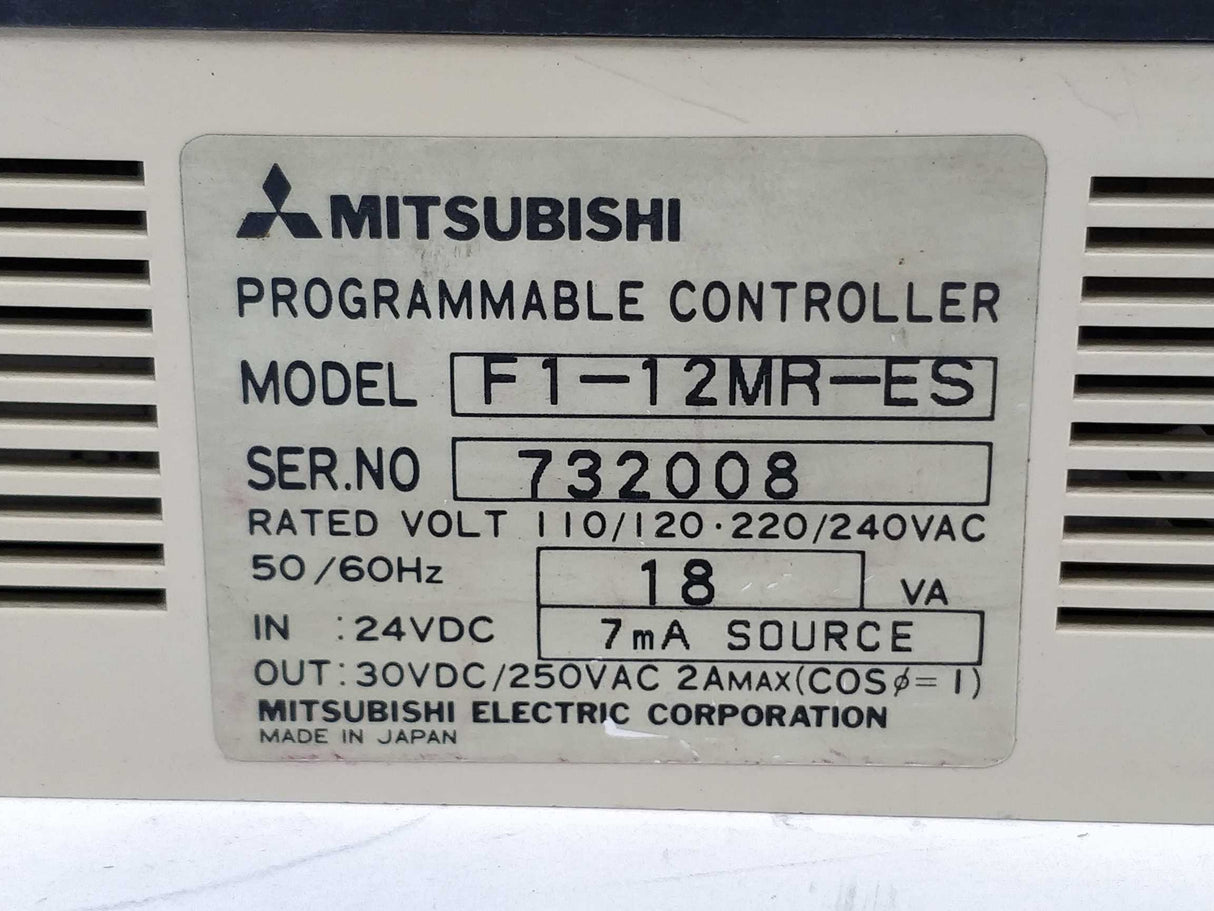 MITSUBISHI
PROGRAMMABLE CONTROLLER
MODEL F1-12MR-ES
SER.NO 732008
RATED VOLT 110/120·220/240VAC
50/60Hz 18 VA
IN :24VDC 7mA SOURCE
OUT:30VDC/250VAC 2AMAX(COSφ=1)
MITSUBISHI ELECTRIC CORPORATION
MADE IN JAPAN